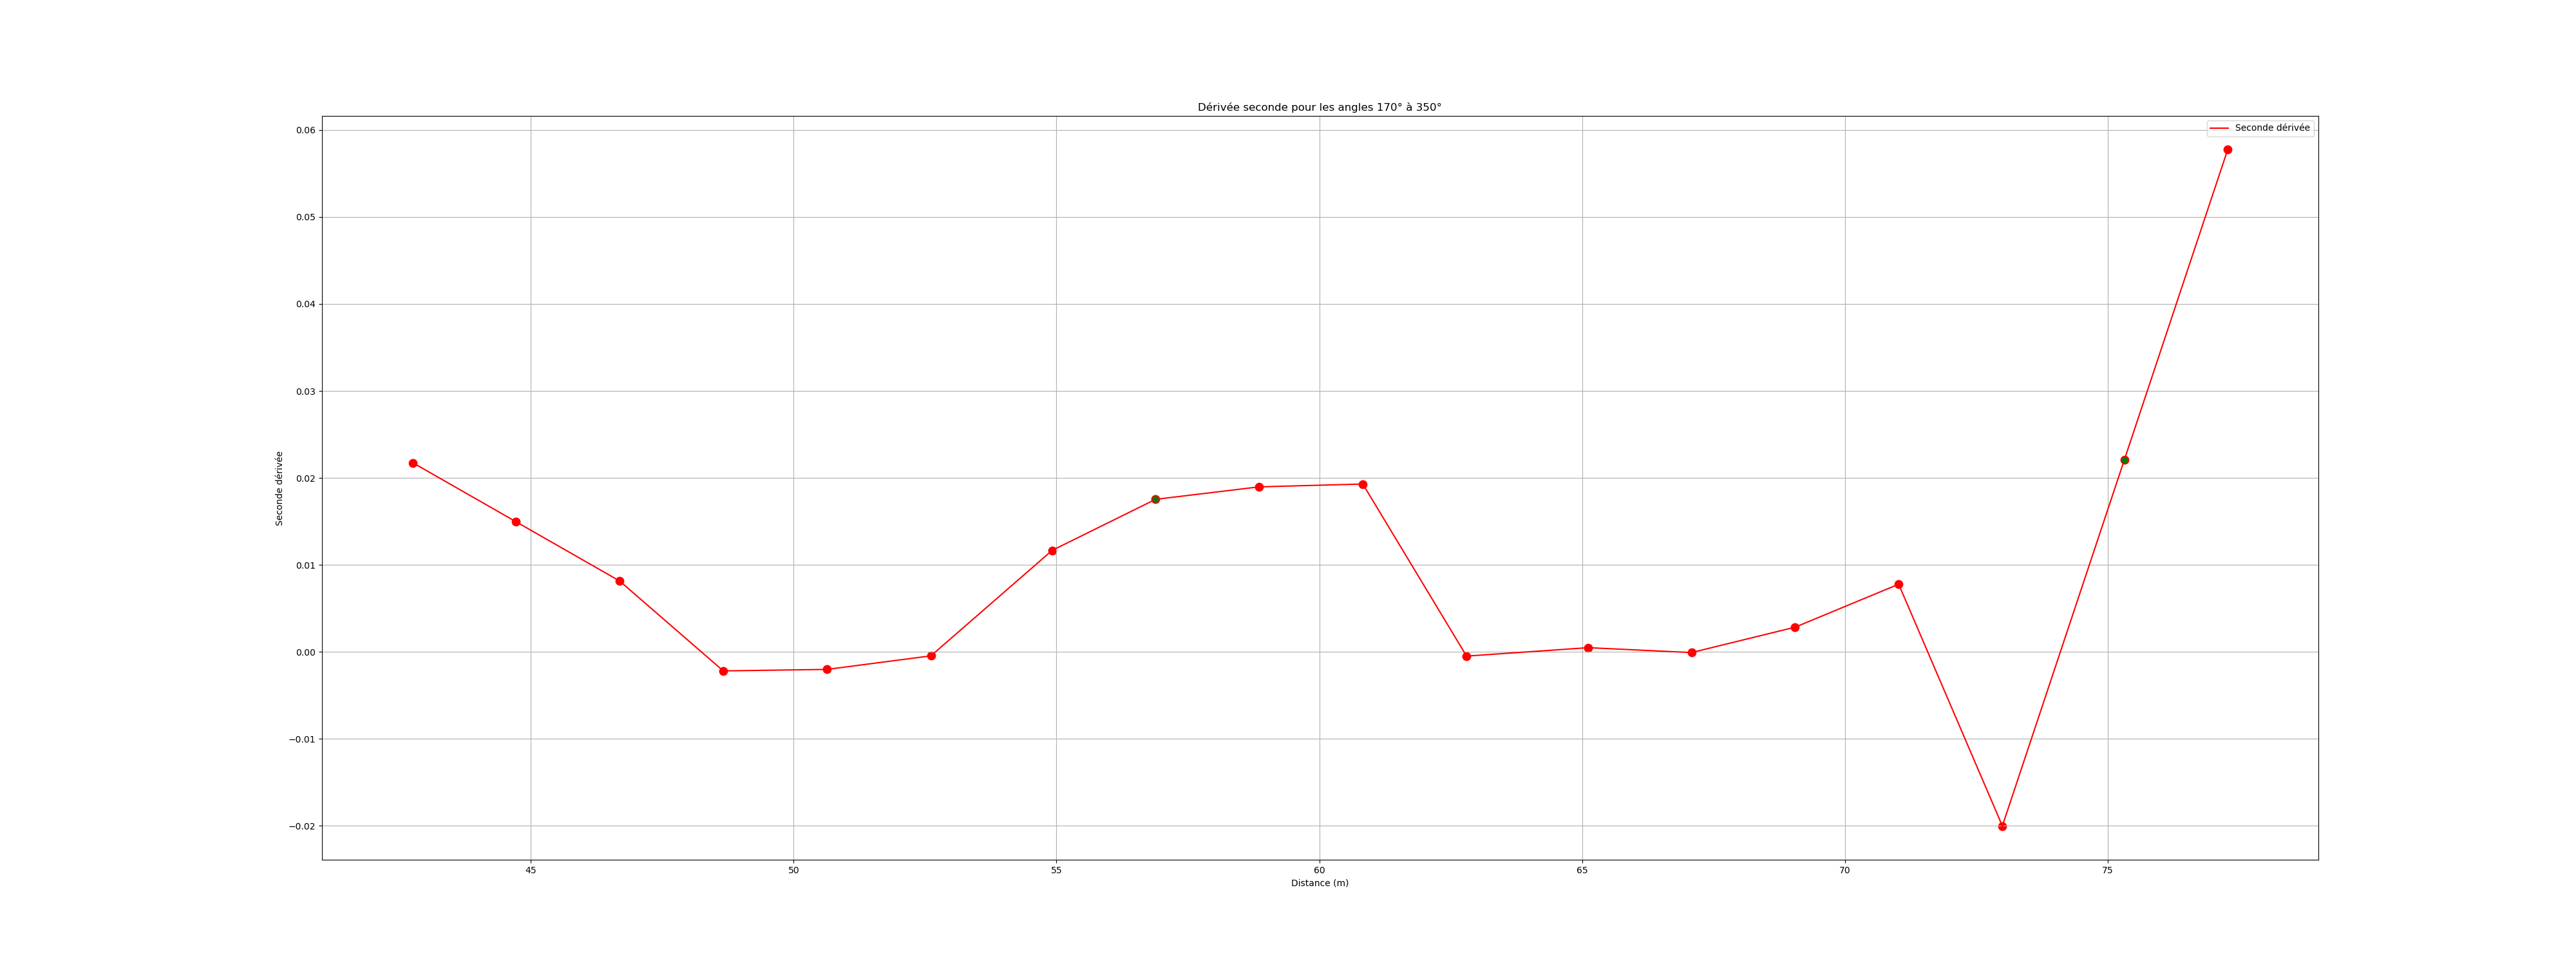 Dérivée seconde pour les angles 170° à 350°
Seconde dérivée
0.06
0.05
0.04
0.03
0.02
0.01
0.00
−0.01
−0.02
Seconde dérivée
45 50 55 60 65 70 75
Distance (m)